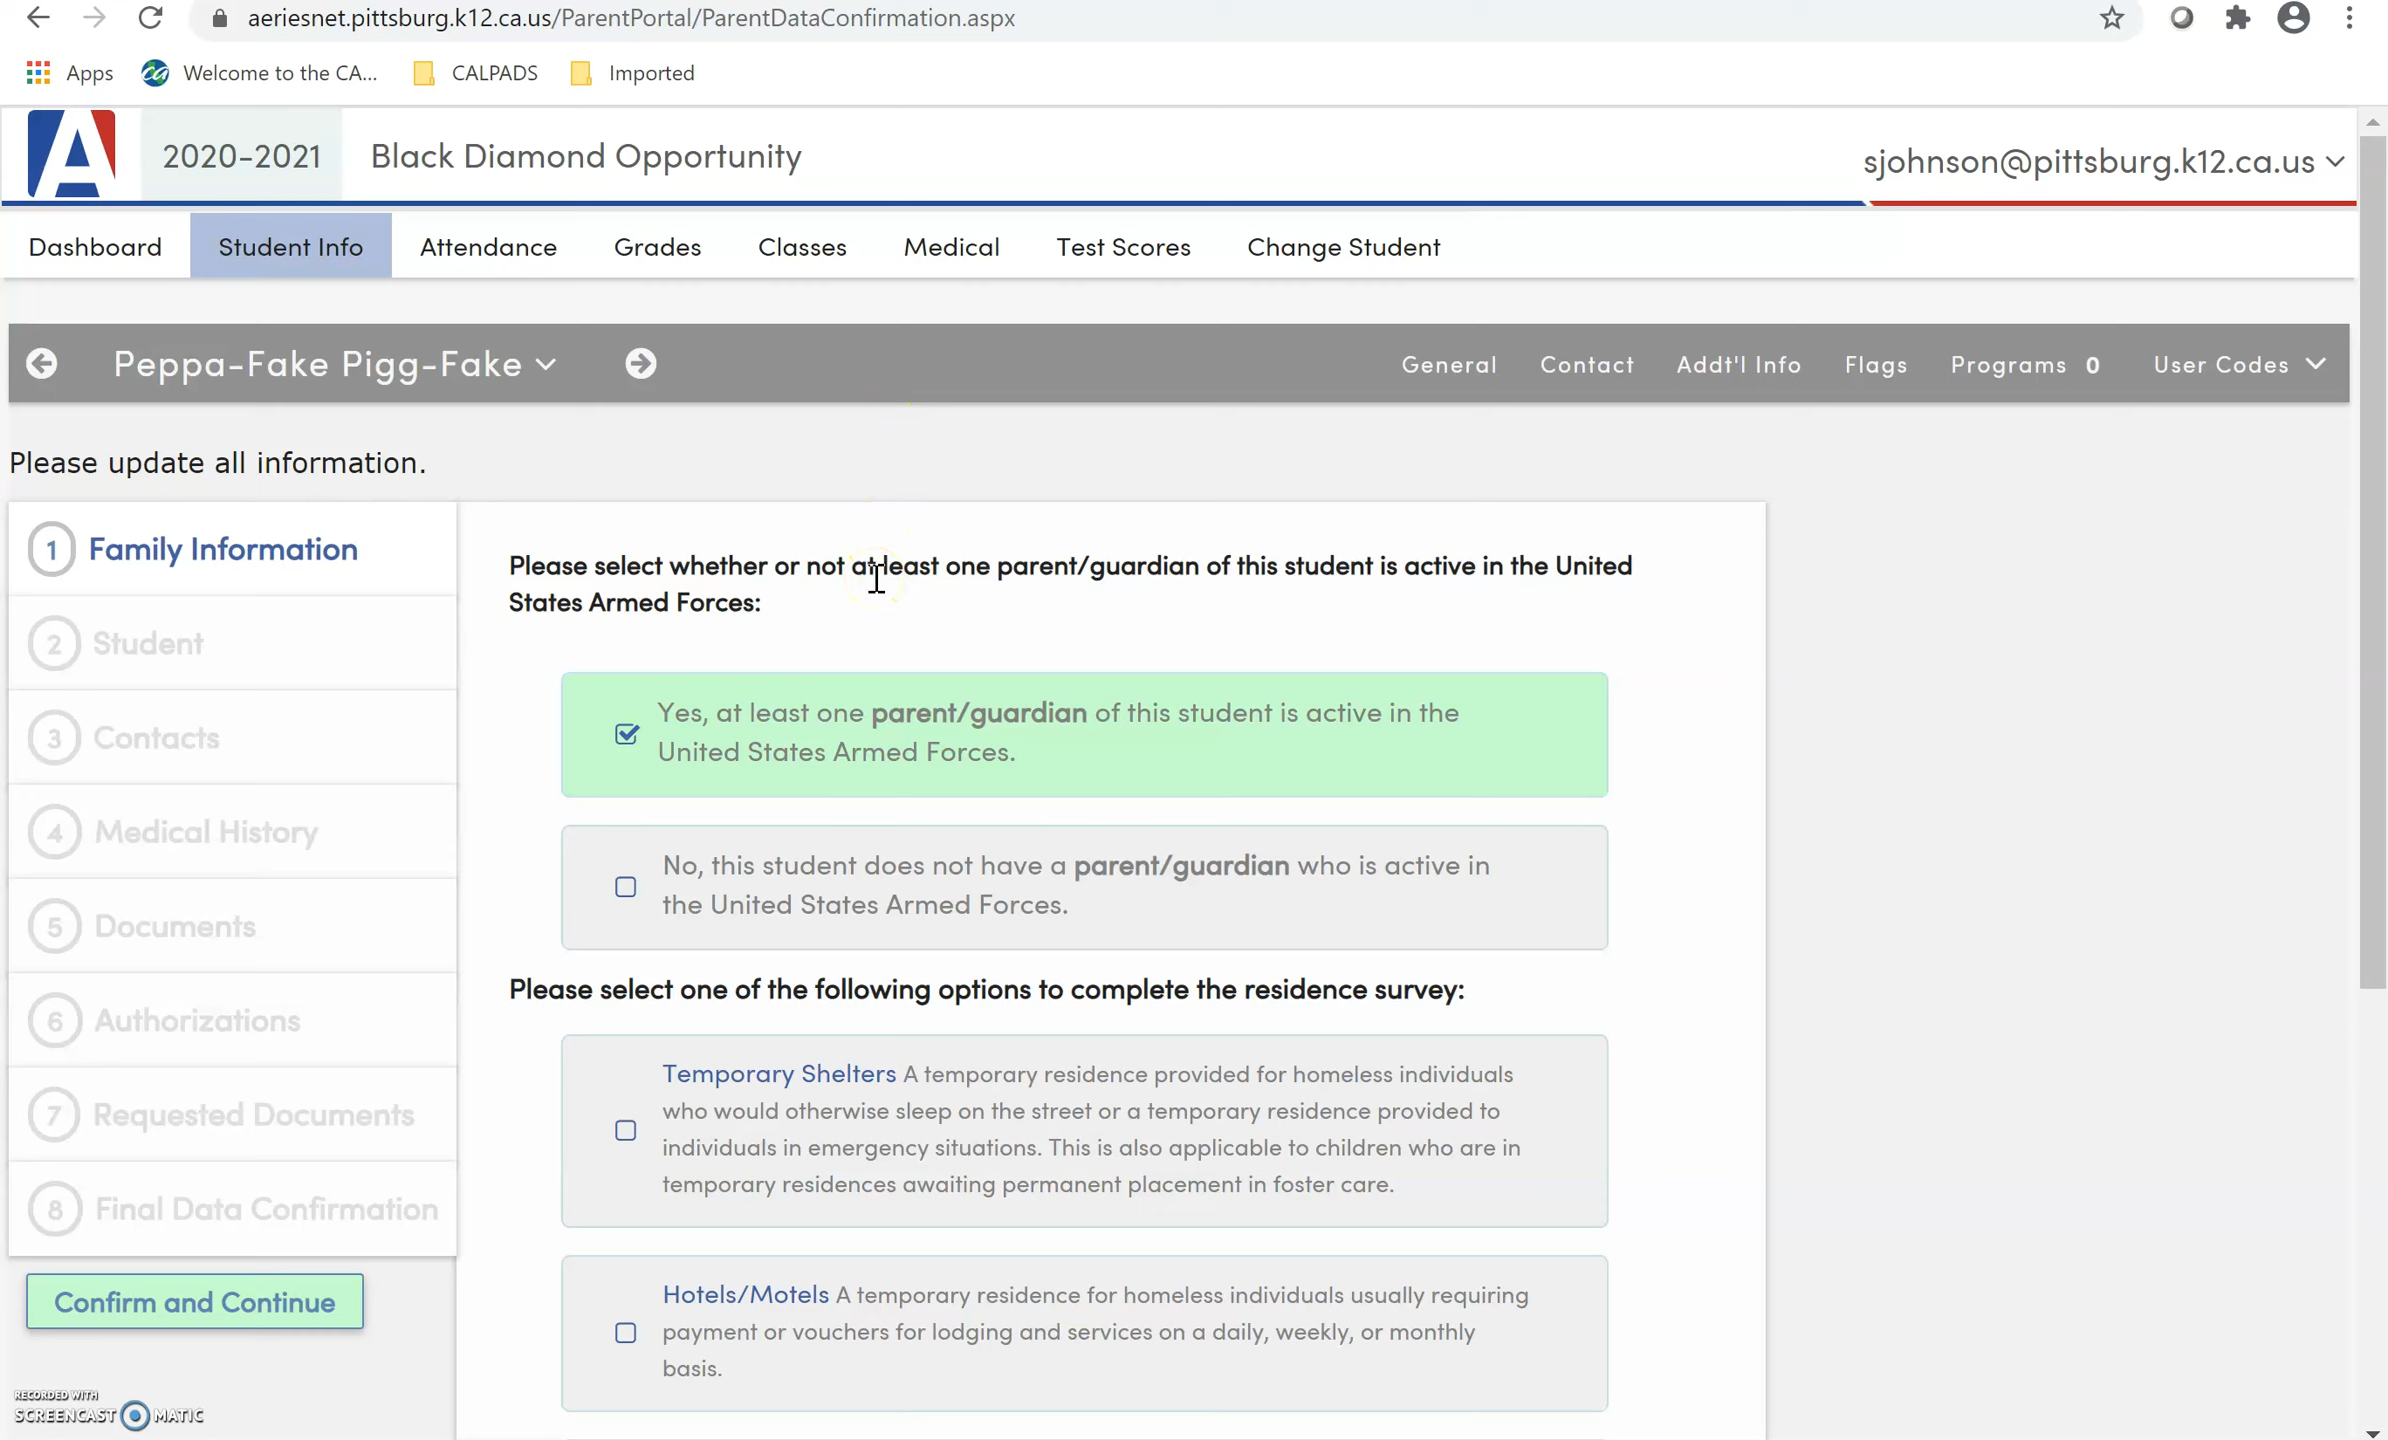 aeriesnet.pittsburg.k12.ca.us/ParentPortal/ParentDataConfirmation.aspx
Apps
Welcome to the CA...
CALPADS
Imported
2020-2021
Black Diamond Opportunity
sjohnson@pittsburg.k12.ca.us
Dashboard
Student Info
Attendance
Grades
Classes
Medical
Test Scores
Change Student
Peppa-Fake Pigg-Fake
General
Contact
Addt'l Info
Flags
Programs 0
User Codes
Please update all information.
1 Family Information
2 Student
3 Contacts
4 Medical History
5 Documents
6 Authorizations
7 Requested Documents
8 Final Data Confirmation
Confirm and Continue
Please select whether or not at least one parent/guardian of this student is active in the United
States Armed Forces:
Yes, at least one parent/guardian of this student is active in the
United States Armed Forces.
No, this student does not have a parent/guardian who is active in
the United States Armed Forces.
Please select one of the following options to complete the residence survey:
Temporary Shelters A temporary residence provided for homeless individuals
who would otherwise sleep on the street or a temporary residence provided to
individuals in emergency situations. This is also applicable to children who are in
temporary residences awaiting permanent placement in foster care.
Hotels/Motels A temporary residence for homeless individuals usually requiring
payment or vouchers for lodging and services on a daily, weekly, or monthly
basis.
RECORDED WITH
SCREENCAST MATIC